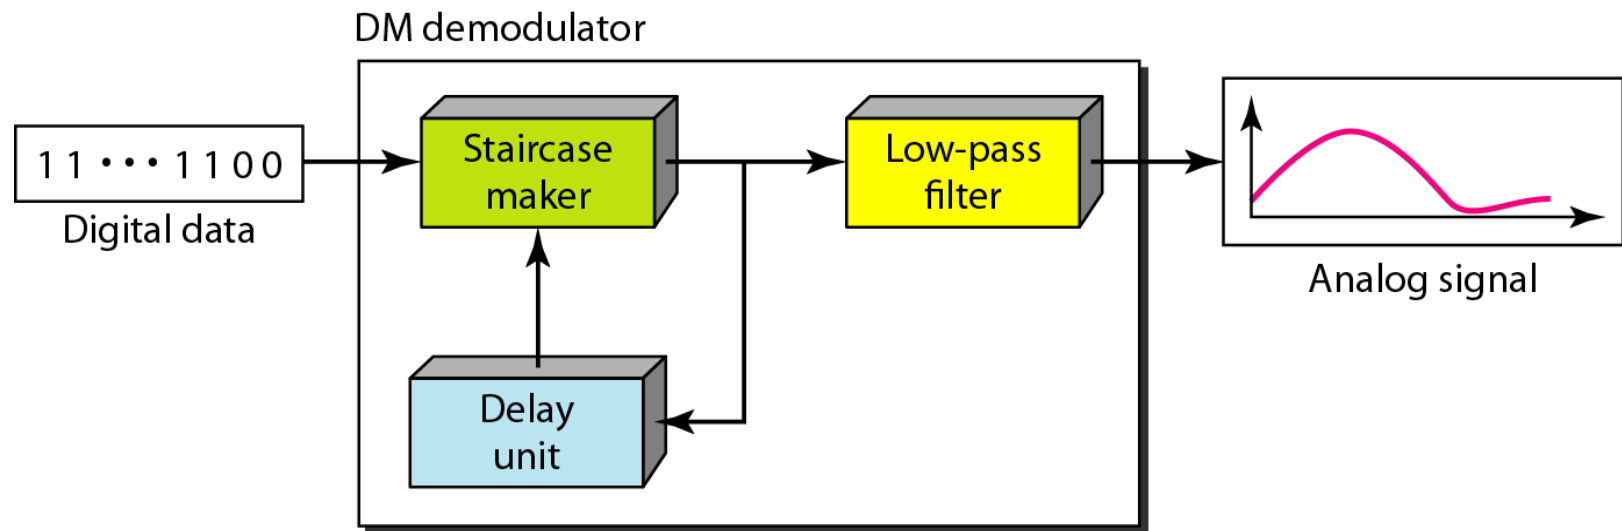 DM demodulator
1 1 ••• 1 1 0 0
Digital data
Staircase
maker
Low-pass
filter
Delay
unit
Analog signal